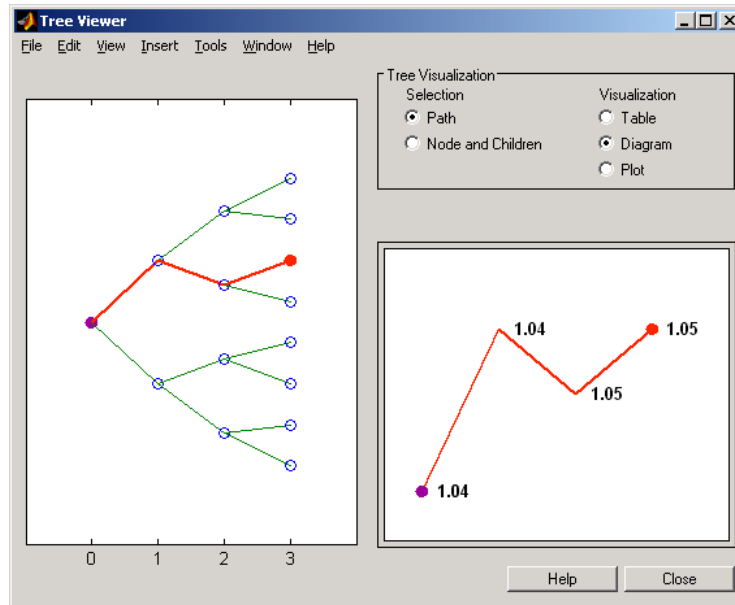 Tree Viewer
File Edit View Insert Tools Window Help
Tree Visualization
Selection Visualization
Path Table
Node and Children Diagram
Plot
1.04 1.05
1.05
1.04
0 1 2 3
Help Close